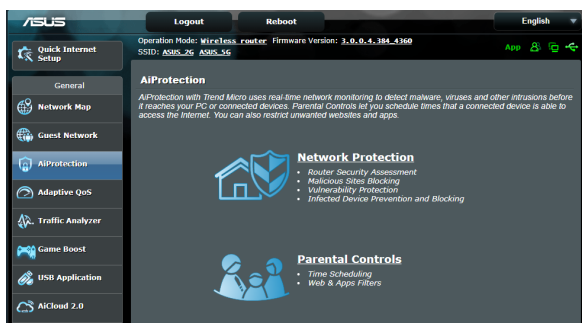 ASUS
Logout
Reboot
English
Quick Internet
Setup
Operation Mode: Wireless router Firmware Version: 3.0.0.4.384_4360
SSID: ASUS_2G ASUS_5G
App
General
Network Map
Guest Network
AiProtection
Adaptive QoS
Traffic Analyzer
Game Boost
USB Application
AiCloud 2.0
AiProtection
AiProtection with Trend Micro uses real-time network monitoring to detect malware, viruses and other intrusions before
it reaches your PC or connected devices. Parental Controls let you schedule times that a connected device is able to
access the Internet. You can also restrict unwanted websites and apps.
Network Protection
• Router Security Assessment
• Malicious Sites Blocking
• Vulnerability Protection
• Infected Device Prevention and Blocking
Parental Controls
• Time Scheduling
• Web & Apps Filters